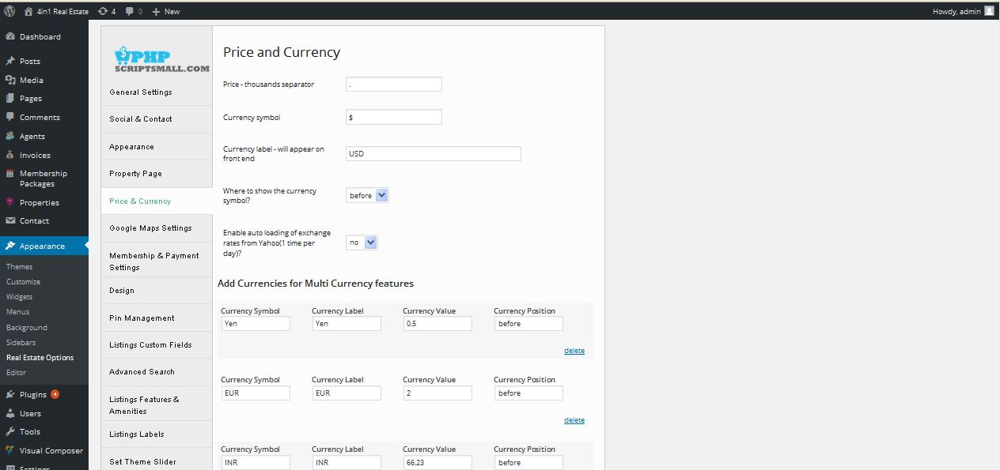 4in1 Real Estate
4
0
New
Howdy, admin
Dashboard
Posts
Media
Pages
Comments
Agents
Invoices
Membership
Packages
Properties
Contact
Appearance
Themes
Customize
Widgets
Menus
Background
Sidebars
Real Estate Options
Editor
Plugins 4
Users
Tools
Visual Composer
Settings
$PHP
SCRIPTSMALL.COM
General Settings
Social & Contact
Appearance
Property Page
Price & Currency
Google Maps Settings
Membership & Payment
Settings
Design
Pin Management
Listings Custom Fields
Advanced Search
Listings Features &
Amenities
Listings Labels
Set Theme Slider
Price and Currency
Price - thousands separator
.
Currency symbol
$
Currency label - will appear on
front end
USD
Where to show the currency
symbol?
before
Enable auto loading of exchange
rates from Yahoo(1 time per
day)?
no
Add Currencies for Multi Currency features
Currency Symbol Currency Label Currency Value Currency Position
Yen Yen 0.5 before
delete
Currency Symbol Currency Label Currency Value Currency Position
EUR EUR 2 before
delete
Currency Symbol Currency Label Currency Value Currency Position
INR INR 66.23 before